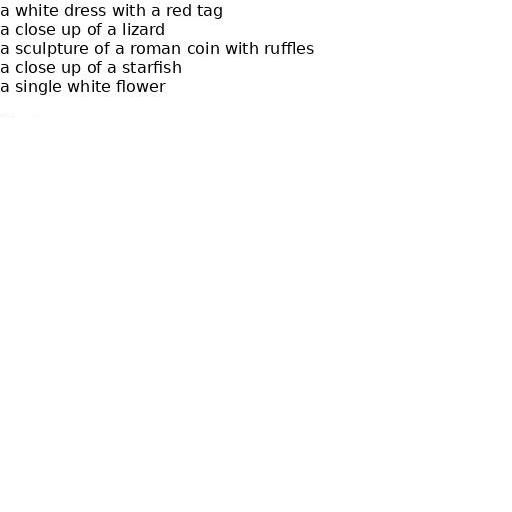 a white dress with a red tag
a close up of a lizard
a sculpture of a roman coin with ruffles
a close up of a starfish
a single white flower